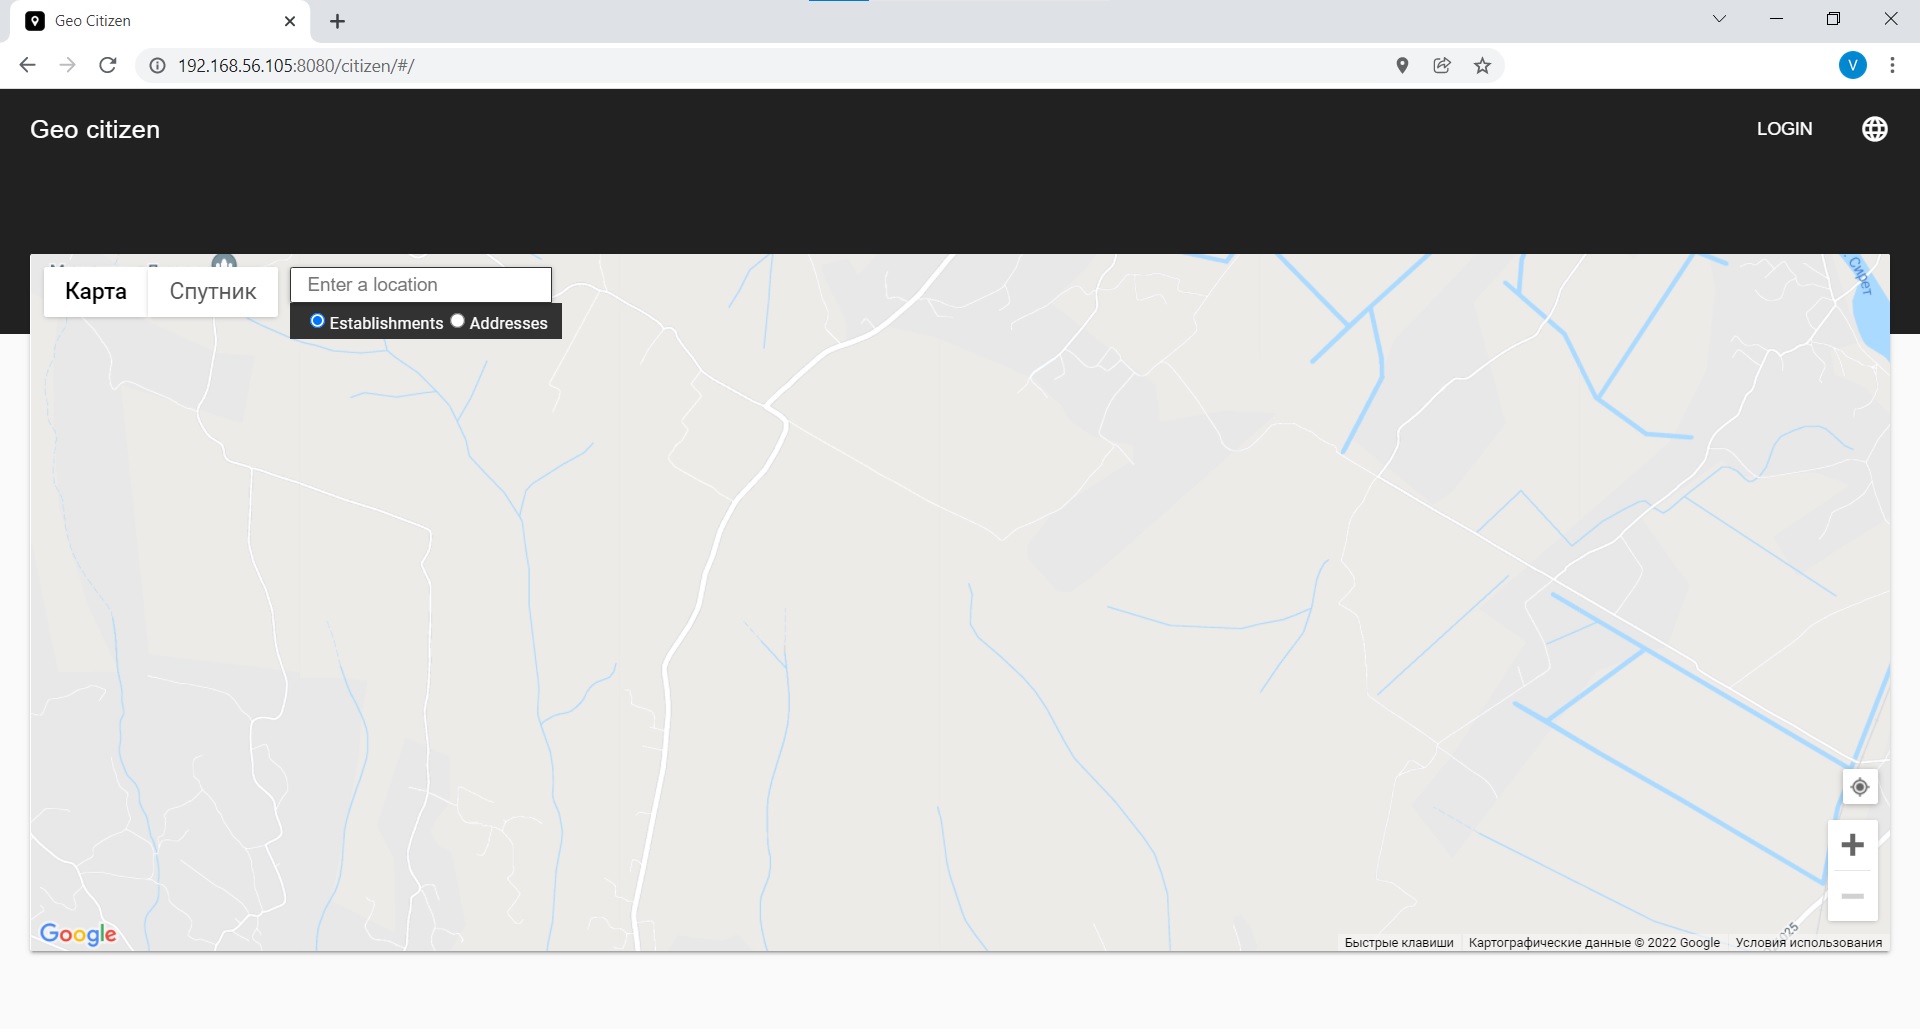 Geo Citizen
192.168.56.105:8080/citizen/#/
V
Geo citizen
LOGIN
Карта
Спутник
Enter a location
Establishments
Addresses
Сирет
Google
Быстрые клавиши
Картографические данные © 2022 Google
Условия использования